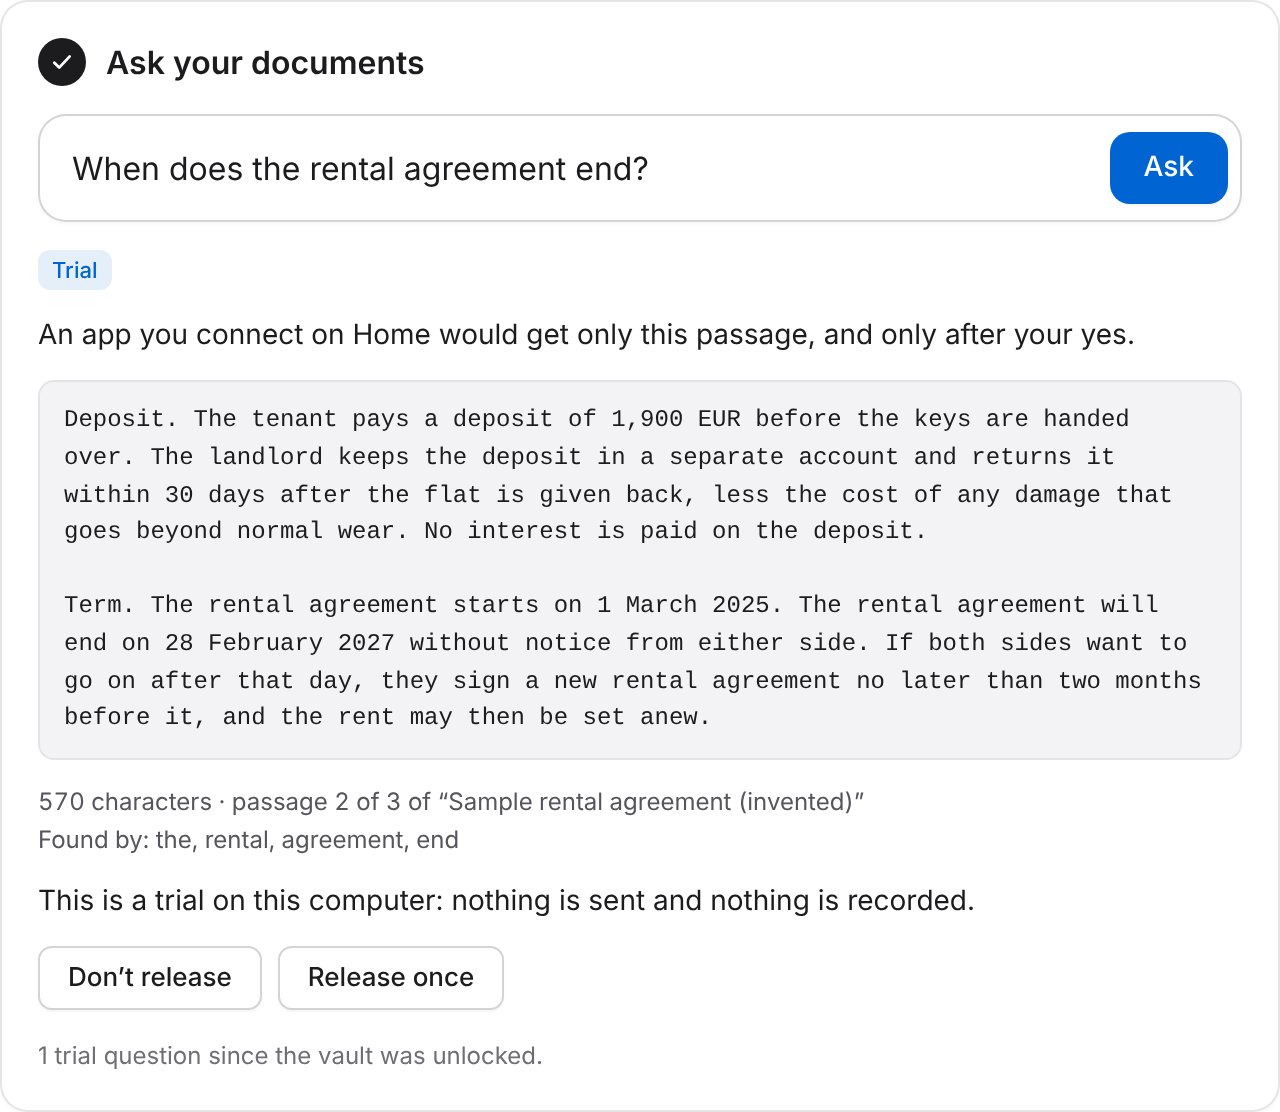 Ask your documents
When does the rental agreement end?
Ask
Trial
An app you connect on Home would get only this passage, and only after your yes.
Deposit. The tenant pays a deposit of 1,900 EUR before the keys are handed
over. The landlord keeps the deposit in a separate account and returns it
within 30 days after the flat is given back, less the cost of any damage that
goes beyond normal wear. No interest is paid on the deposit.
Term. The rental agreement starts on 1 March 2025. The rental agreement will
end on 28 February 2027 without notice from either side. If both sides want to
go on after that day, they sign a new rental agreement no later than two months
before it, and the rent may then be set anew.
570 characters · passage 2 of 3 of “Sample rental agreement (invented)”
Found by: the, rental, agreement, end
This is a trial on this computer: nothing is sent and nothing is recorded.
Don’t release
Release once
1 trial question since the vault was unlocked.